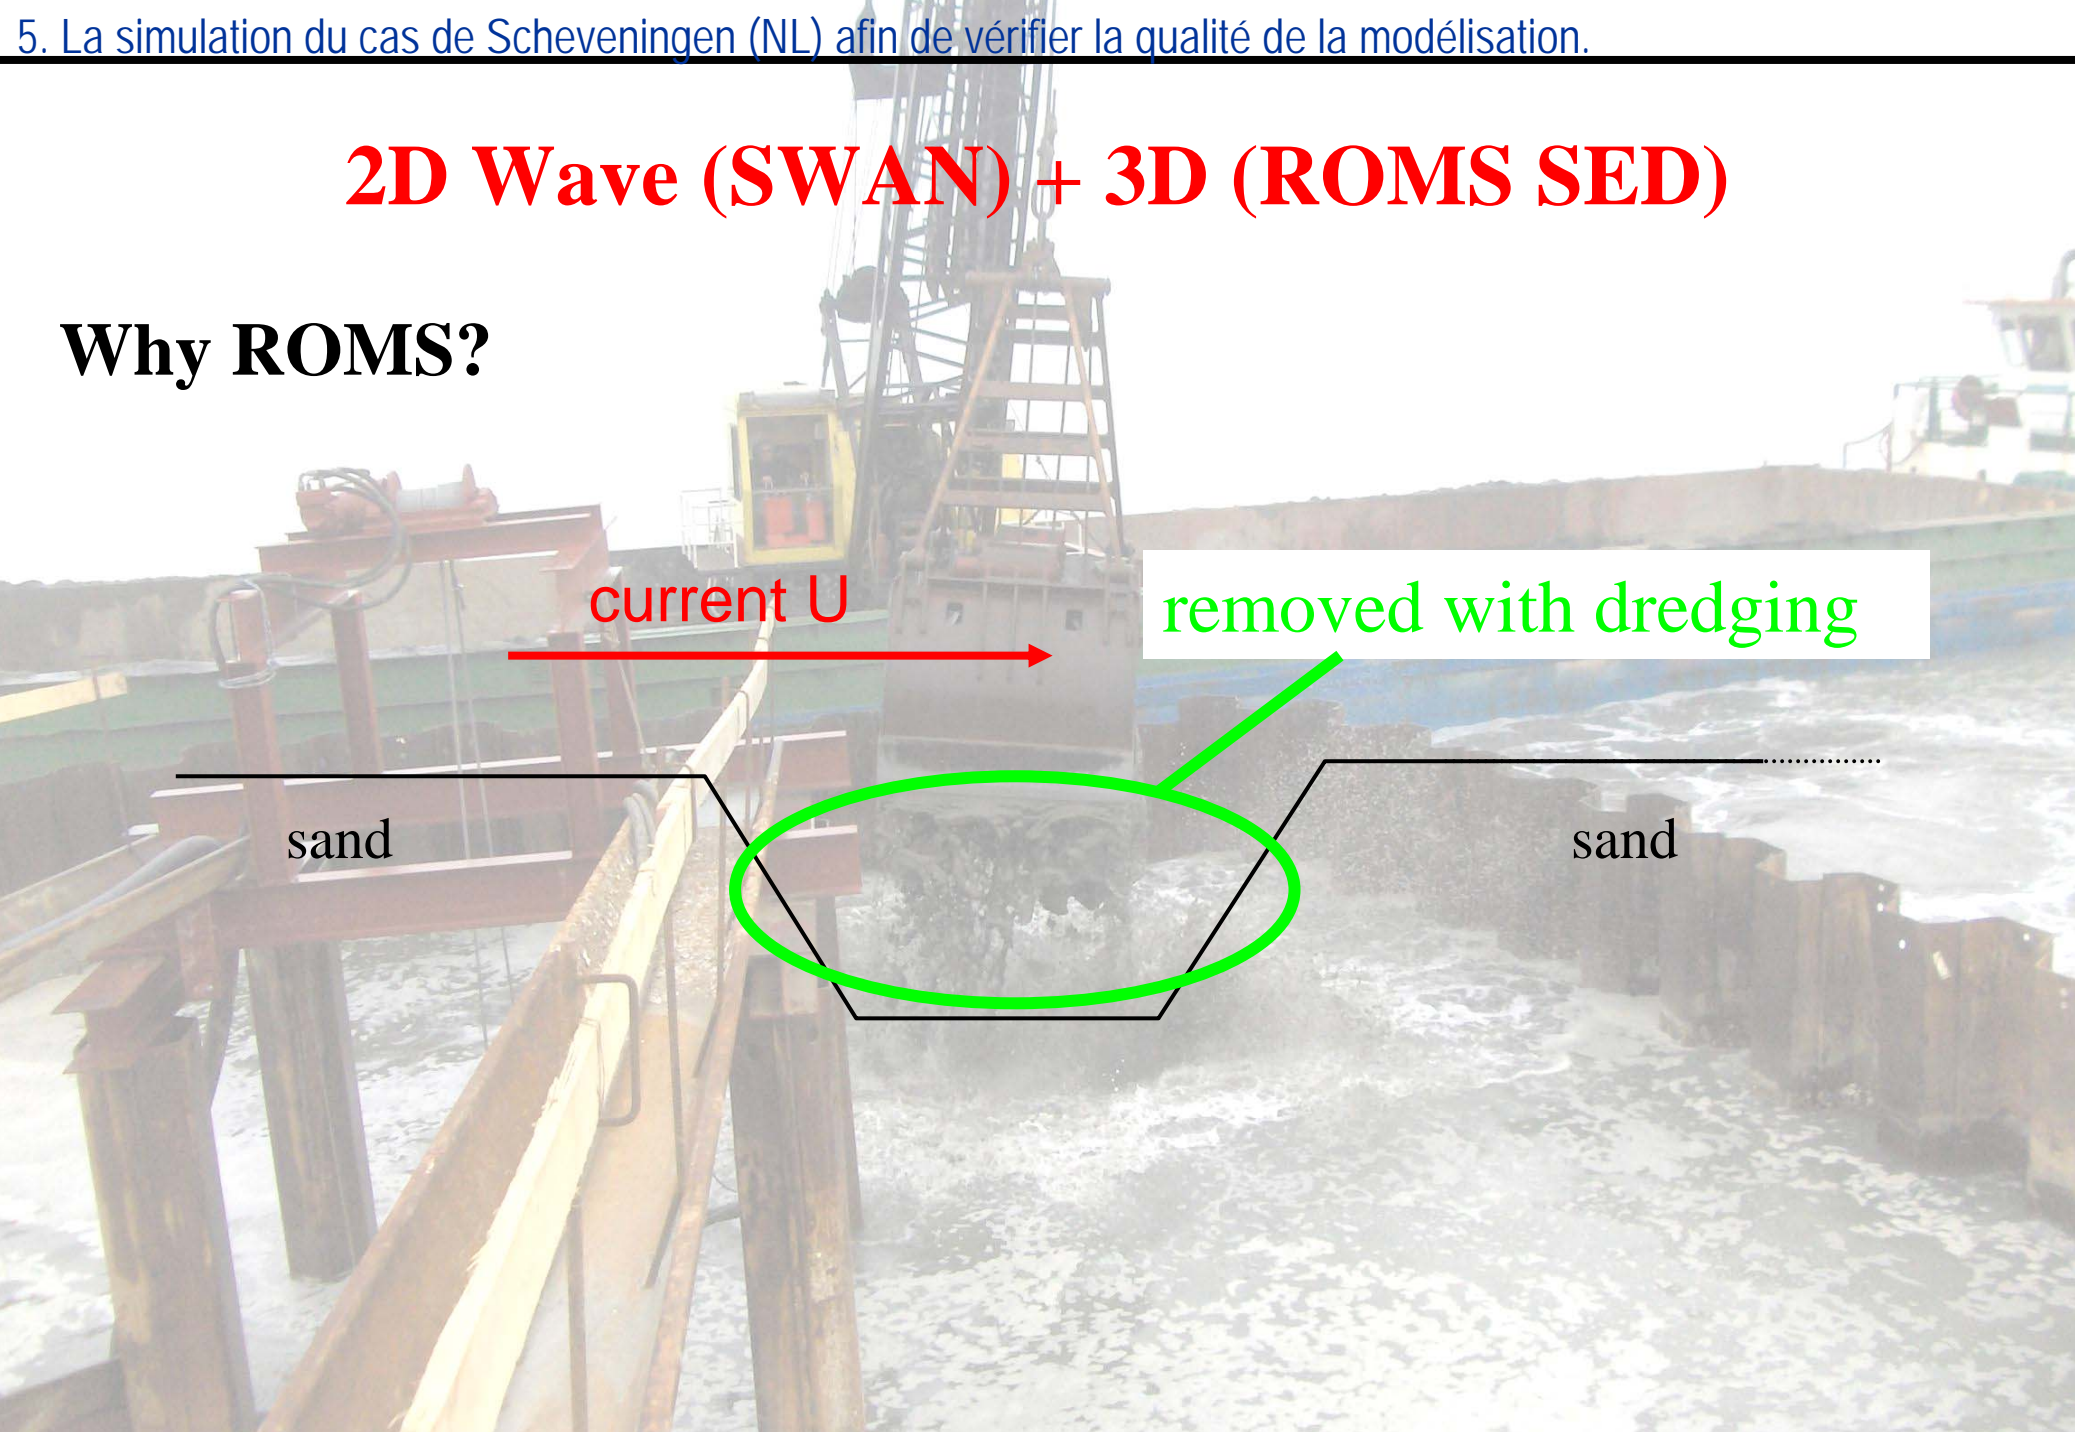 5. La simulation du cas de Scheveningen (NL) afin de vérifier la qualité de la modélisation.
2D Wave (SWAN) + 3D (ROMS SED)
Why ROMS?
current U
removed with dredging
sand
sand